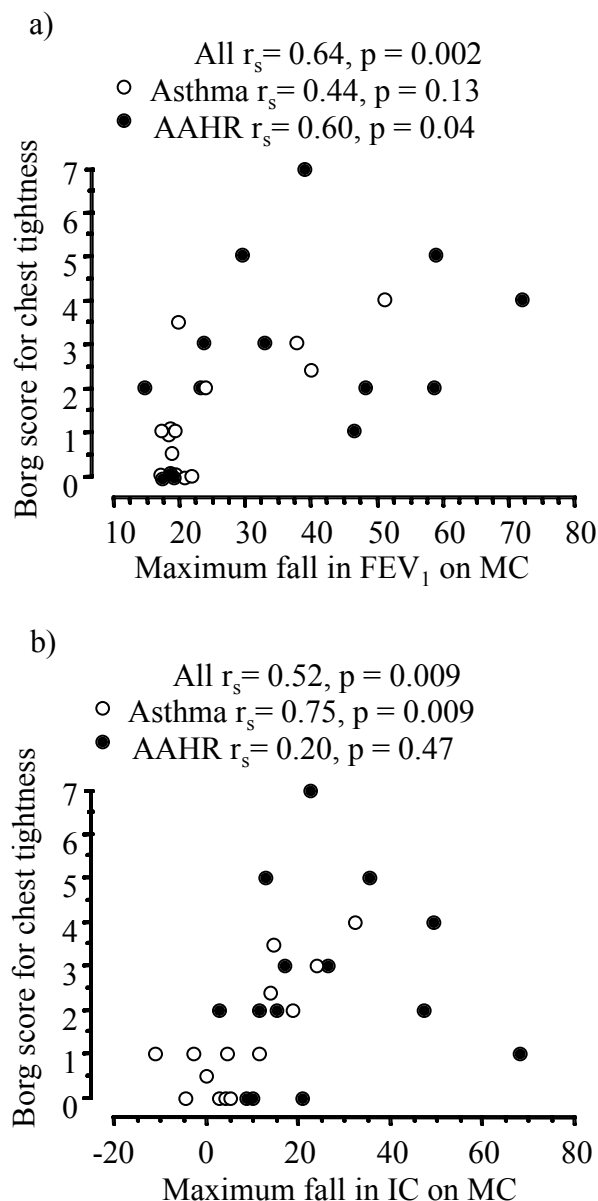 a)
All rs= 0.64, p = 0.002
Asthma rs= 0.44, p = 0.13
AAHR rs= 0.60, p = 0.04
Borg score for chest tightness
7
6
5
4
3
2
1
0
10 20 30 40 50 60 70 80
Maximum fall in FEV1 on MC
b)
All rs= 0.52, p = 0.009
Asthma rs= 0.75, p = 0.009
AAHR rs= 0.20, p = 0.47
Borg score for chest tightness
7
6
5
4
3
2
1
0
-20 0 20 40 60 80
Maximum fall in IC on MC